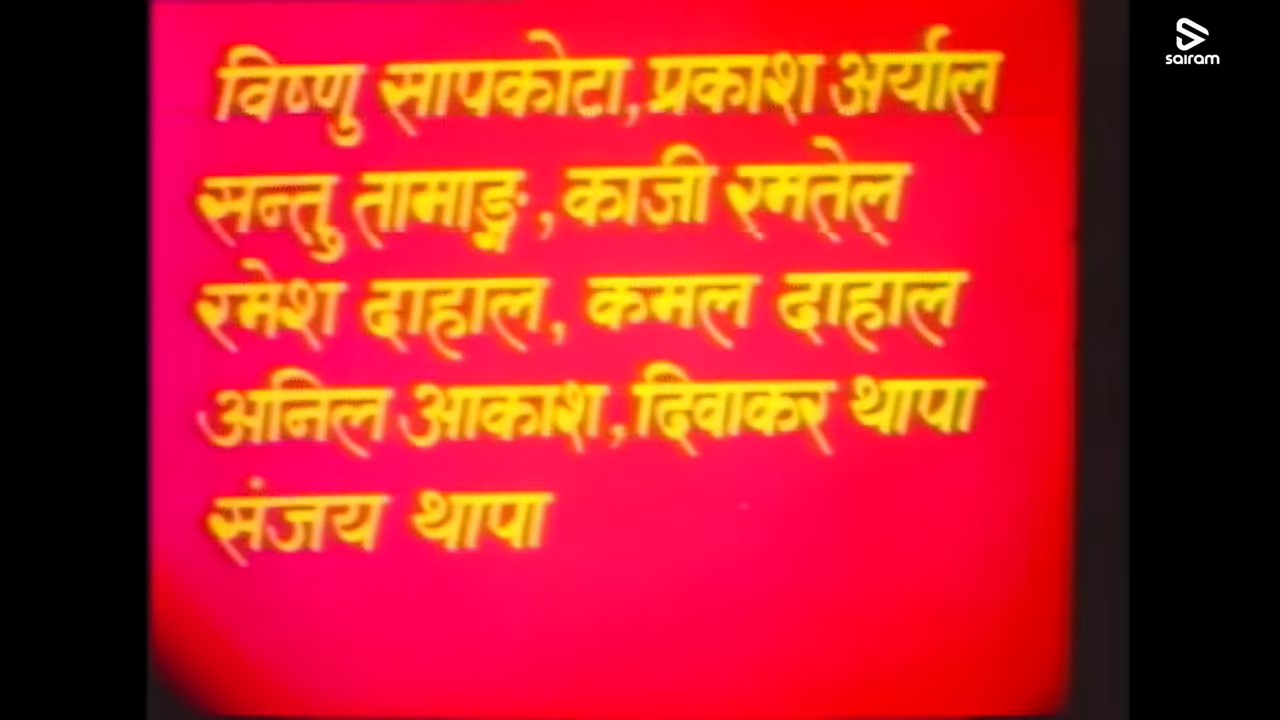 sairam
विष्णु सापकोटा, प्रकाश अर्याल
सन्तु तामाङ्ग, काजी रमतेल
रमेश दाहाल, कमल दाहाल
अनिल आकाश, दिवाकर थापा
संजय थापा